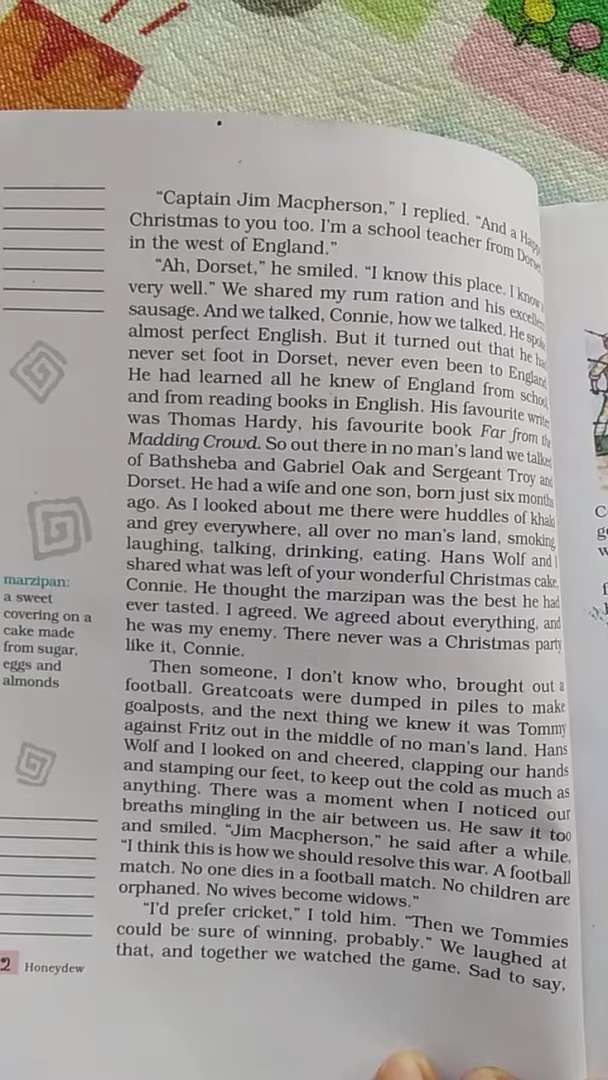 “Captain Jim Macpherson,” I replied. “And a Happ
Christmas to you too. I'm a school teacher from Dorse
in the west of England.”
“Ah, Dorset,” he smiled. “I know this place. I know
very well.” We shared my rum ration and his excelle
sausage. And we talked, Connie, how we talked. He spok
almost perfect English. But it turned out that he ha
never set foot in Dorset, never even been to England
He had learned all he knew of England from schoo
and from reading books in English. His favourite write
was Thomas Hardy, his favourite book Far from th
Madding Crowd. So out there in no man's land we talked
of Bathsheba and Gabriel Oak and Sergeant Troy and
Dorset. He had a wife and one son, born just six months
ago. As I looked about me there were huddles of khaki
and grey everywhere, all over no man's land, smoking,
laughing, talking, drinking, eating. Hans Wolf and I
shared what was left of your wonderful Christmas cake,
Connie. He thought the marzipan was the best he had
ever tasted. I agreed. We agreed about everything, and
he was my enemy. There never was a Christmas party
like it, Connie.
Then someone, I don't know who, brought out a
football. Greatcoats were dumped in piles to make
goalposts, and the next thing we knew it was Tommy
against Fritz out in the middle of no man's land. Hans
Wolf and I looked on and cheered, clapping our hands
and stamping our feet, to keep out the cold as much as
anything. There was a moment when I noticed our
breaths mingling in the air between us. He saw it too
and smiled. “Jim Macpherson,” he said after a while,
“I think this is how we should resolve this war. A football
match. No one dies in a football match. No children are
orphaned. No wives become widows.”
“I'd prefer cricket,” I told him. “Then we Tommies
could be sure of winning, probably.” We laughed at
that, and together we watched the game. Sad to say,
marzipan:
a sweet
covering on a
cake made
from sugar,
eggs and
almonds
2 Honeydew